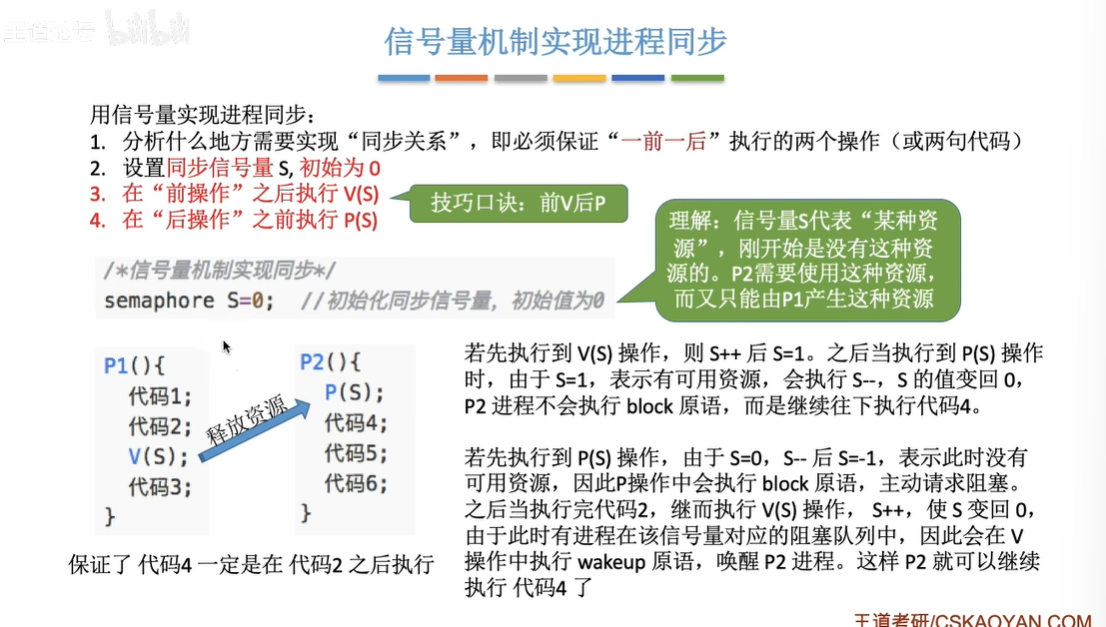 王道论坛 bilibili
信号量机制实现进程同步
用信号量实现进程同步：
1. 分析什么地方需要实现“同步关系”，即必须保证“一前一后”执行的两个操作（或两句代码）
2. 设置同步信号量 S, 初始为 0
3. 在“前操作”之后执行 V(S)
4. 在“后操作”之前执行 P(S)
技巧口诀：前V后P
理解：信号量S代表“某种资
源”，刚开始是没有这种资
源的。P2需要使用这种资源，
而又只能由P1产生这种资源
/*信号量机制实现同步*/
semaphore S=0; //初始化同步信号量，初始值为0
P1(){
代码1;
代码2;
V(S);
代码3;
}
释放资源
P2(){
P(S);
代码4;
代码5;
代码6;
}
保证了 代码4 一定是在 代码2 之后执行
若先执行到 V(S) 操作，则 S++ 后 S=1。之后当执行到 P(S) 操作
时，由于 S=1，表示有可用资源，会执行 S--，S 的值变回 0，
P2 进程不会执行 block 原语，而是继续往下执行代码4。
若先执行到 P(S) 操作，由于 S=0，S-- 后 S=-1，表示此时没有
可用资源，因此P操作中会执行 block 原语，主动请求阻塞。
之后当执行完代码2，继而执行 V(S) 操作， S++，使 S 变回 0，
由于此时有进程在该信号量对应的阻塞队列中，因此会在 V
操作中执行 wakeup 原语，唤醒 P2 进程。这样 P2 就可以继续
执行 代码4 了
王道考研/CSKAOYAN.COM